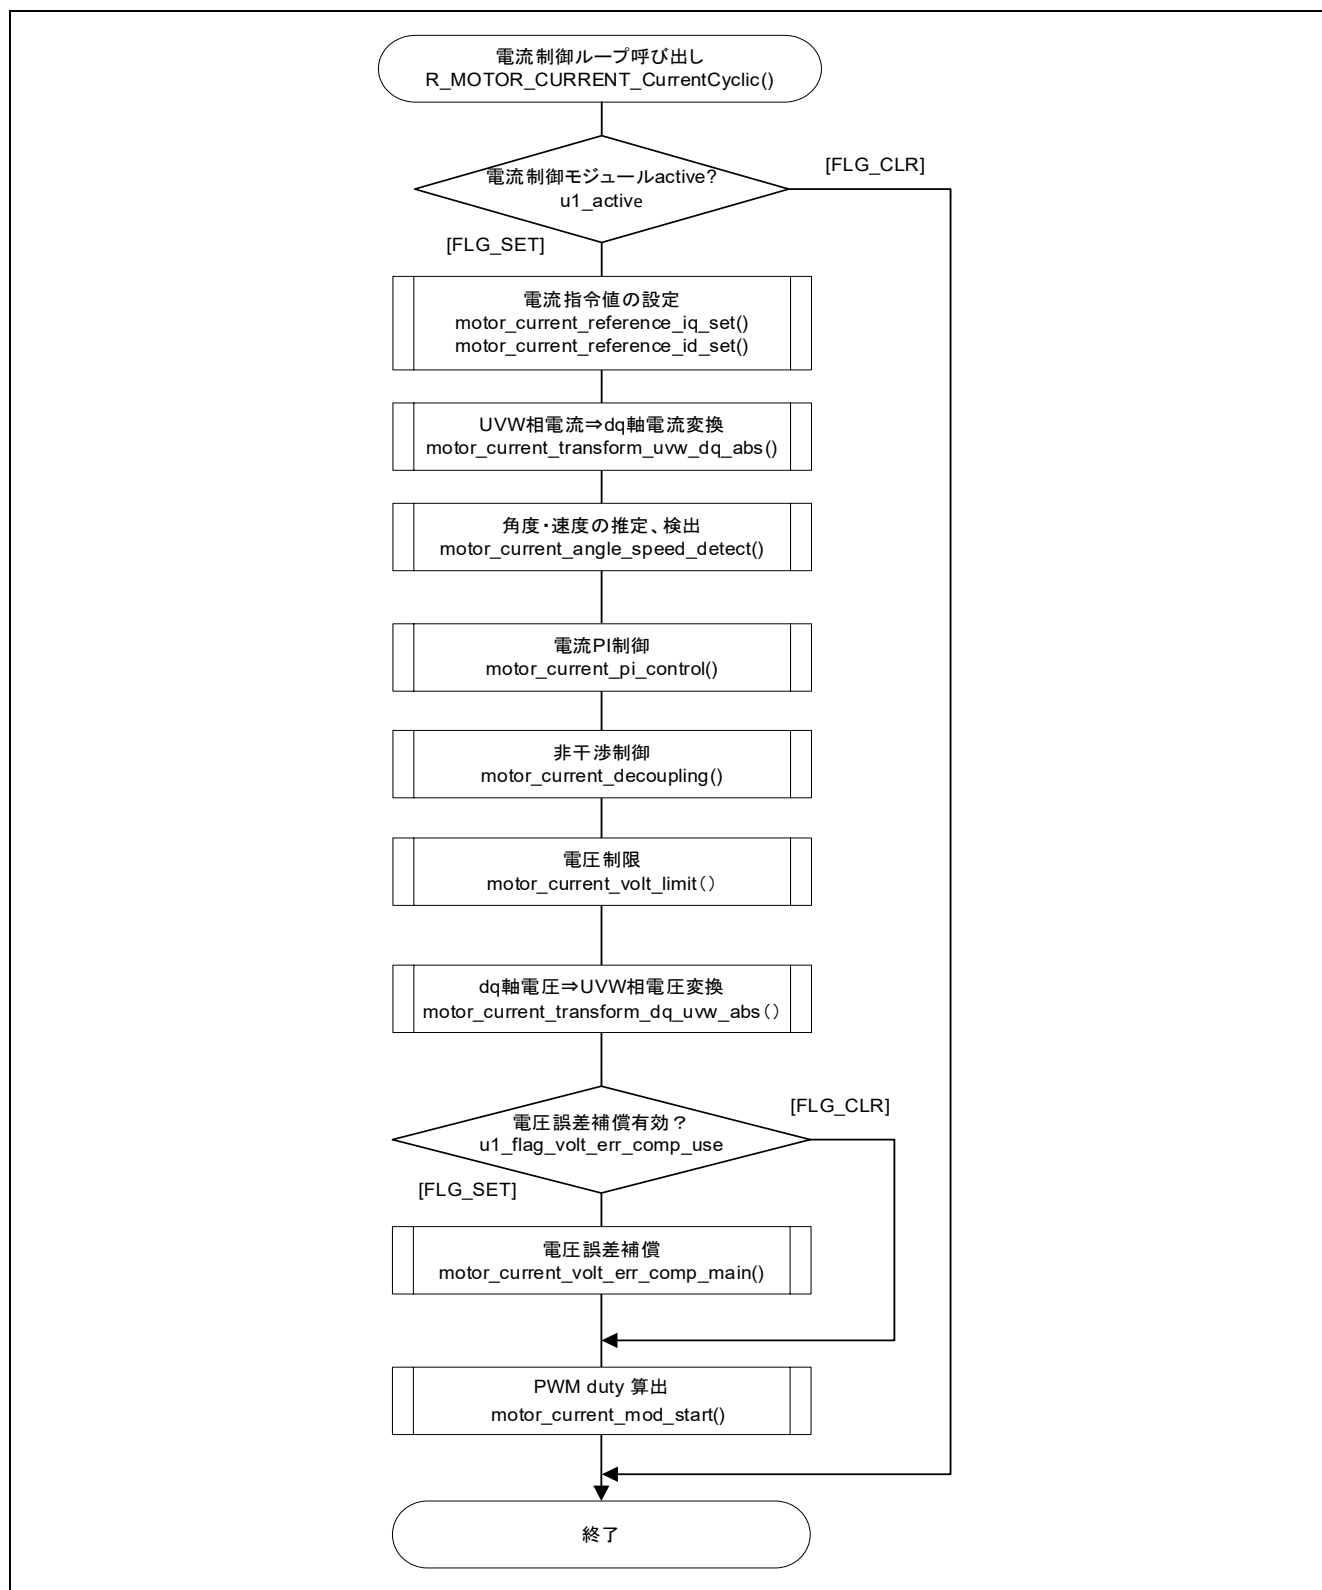 電流制御ループ呼び出し
R_MOTOR_CURRENT_CurrentCyclic()
[FLG_CLR]
電流制御モジュールactive?
u1_active
[FLG_SET]
電流指令値の設定
motor_current_reference_iq_set()
motor_current_reference_id_set()
UVW相電流⇒dq軸電流変換
motor_current_transform_uvw_dq_abs()
角度・速度の推定、検出
motor_current_angle_speed_detect()
電流PI制御
motor_current_pi_control()
非干渉制御
motor_current_decoupling()
電圧制限
motor_current_volt_limit（）
dq軸電圧⇒UVW相電圧変換
motor_current_transform_dq_uvw_abs（）
[FLG_CLR]
電圧誤差補償有効？
u1_flag_volt_err_comp_use
[FLG_SET]
電圧誤差補償
motor_current_volt_err_comp_main()
PWM duty 算出
motor_current_mod_start()
終了